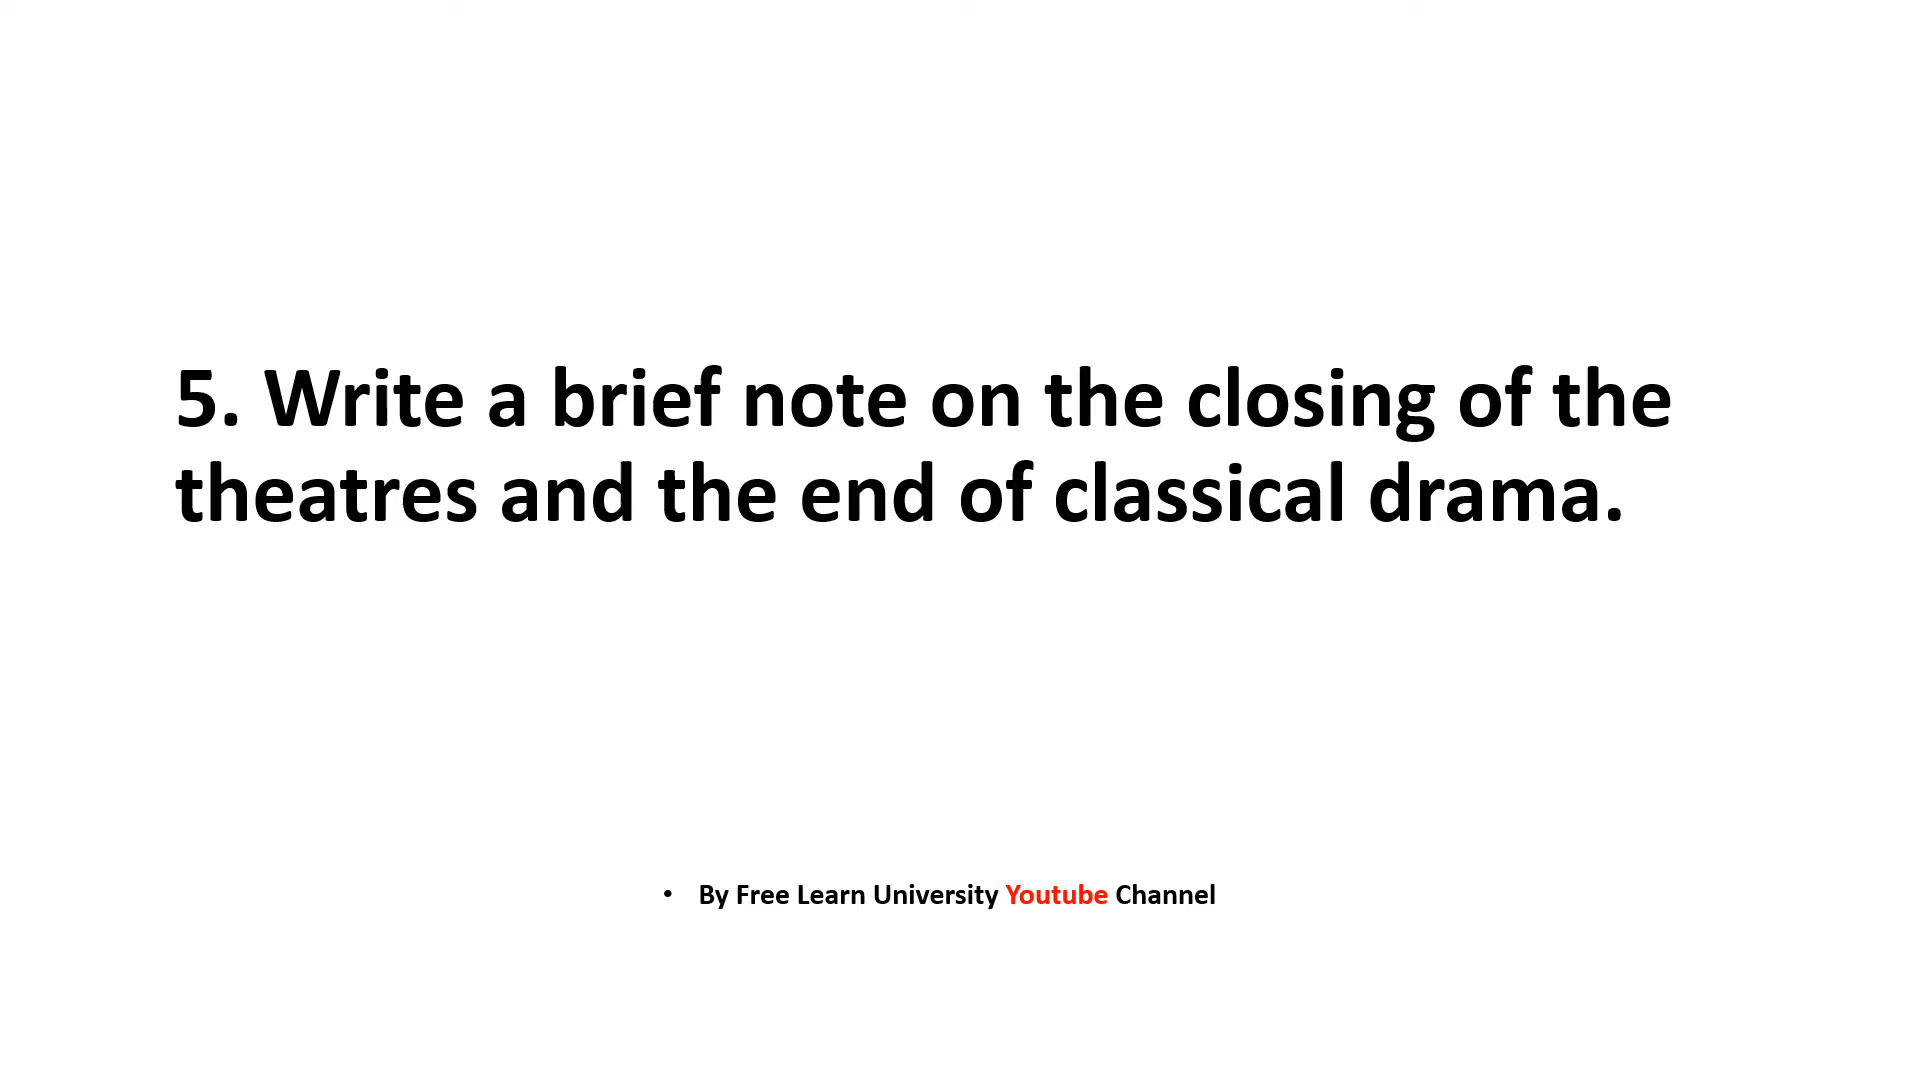 5. Write a brief note on the closing of the
theatres and the end of classical drama.
• By Free Learn University Youtube Channel